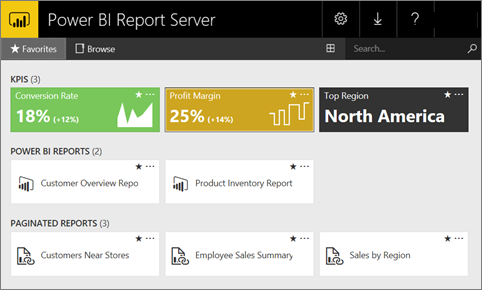 Power BI Report Server
Favorites Browse Search...
KPIS (3)
Conversion Rate Profit Margin Top Region
18% (+12%) 25% (+14%) North America
POWER BI REPORTS (2)
Customer Overview Repo Product Inventory Report
PAGINATED REPORTS (3)
Customers Near Stores Employee Sales Summary Sales by Region